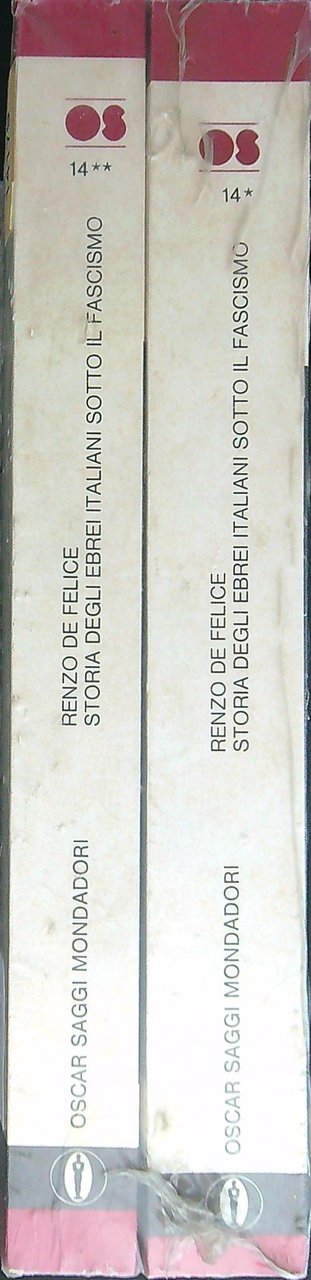 OS
14**
RENZO DE FELICE
STORIA DEGLI EBREI ITALIANI SOTTO IL FASCISMO
OSCAR SAGGI MONDADORI
OS
14*
RENZO DE FELICE
STORIA DEGLI EBREI ITALIANI SOTTO IL FASCISMO
OSCAR SAGGI MONDADORI